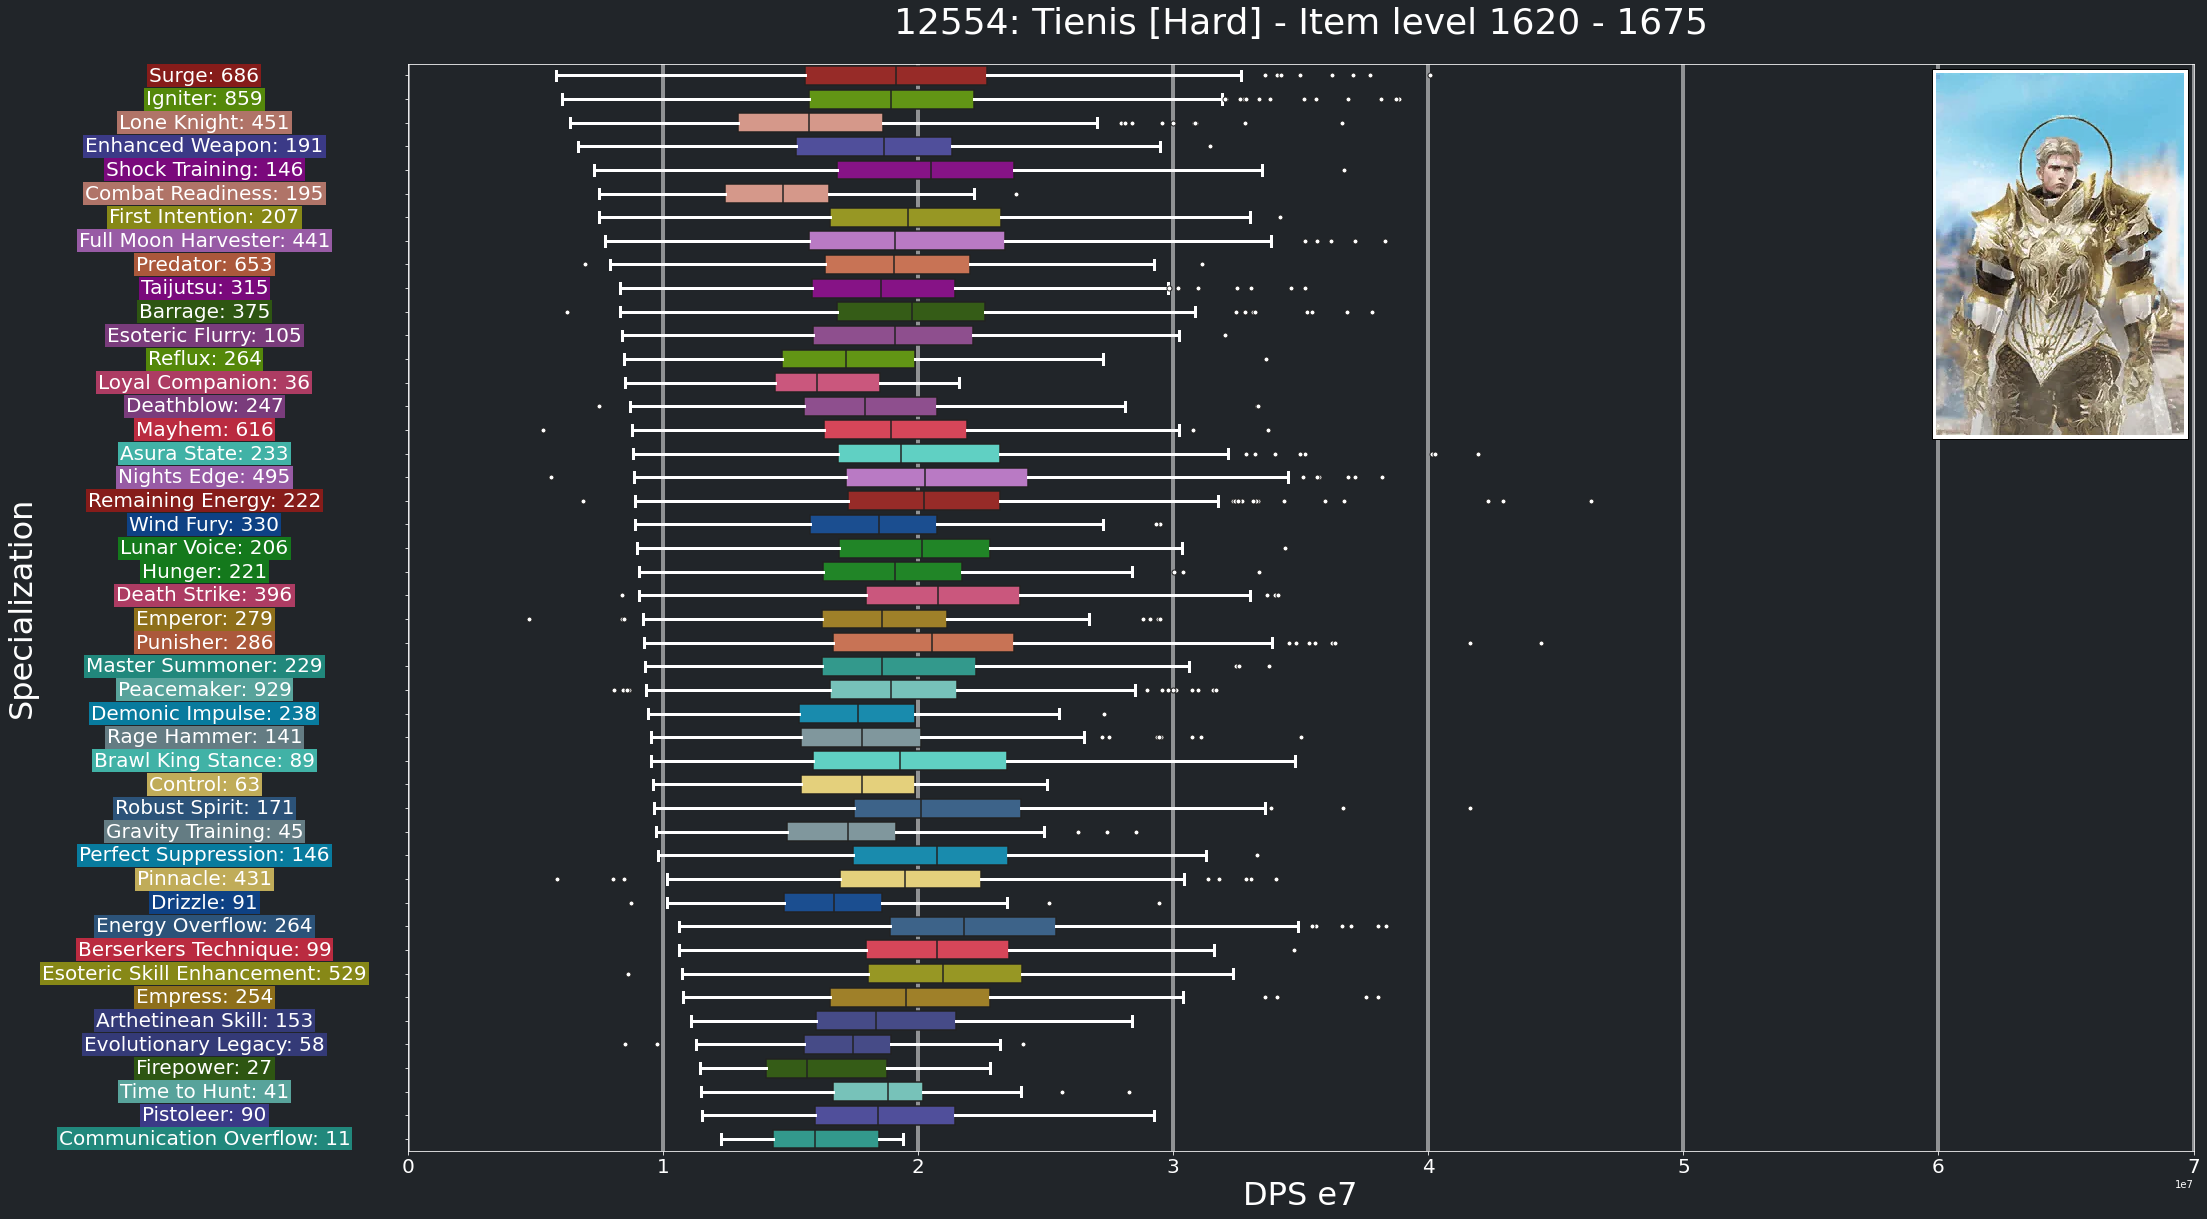 12554: Tienis [Hard] - Item level 1620 - 1675
Surge: 686
Igniter: 859
Lone Knight: 451
Enhanced Weapon: 191
Shock Training: 146
Combat Readiness: 195
First Intention: 207
Full Moon Harvester: 441
Predator: 653
Taijutsu: 315
Barrage: 375
Esoteric Flurry: 105
Reflux: 264
Loyal Companion: 36
Deathblow: 247
Mayhem: 616
Asura State: 233
Nights Edge: 495
Remaining Energy: 222
Wind Fury: 330
Lunar Voice: 206
Hunger: 221
Death Strike: 396
Emperor: 279
Punisher: 286
Master Summoner: 229
Peacemaker: 929
Demonic Impulse: 238
Rage Hammer: 141
Brawl King Stance: 89
Control: 63
Robust Spirit: 171
Gravity Training: 45
Perfect Suppression: 146
Pinnacle: 431
Drizzle: 91
Energy Overflow: 264
Berserkers Technique: 99
Esoteric Skill Enhancement: 529
Empress: 254
Arthetinean Skill: 153
Evolutionary Legacy: 58
Firepower: 27
Time to Hunt: 41
Pistoleer: 90
Communication Overflow: 11
Specialization
0 1 2 3 4 5 6 7
DPS e7
1e7